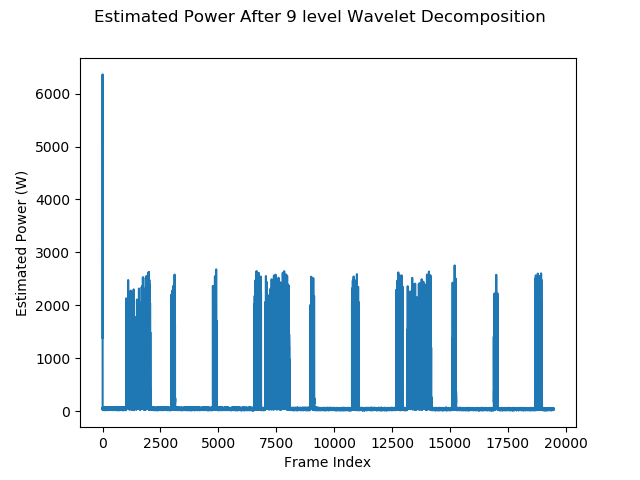 Estimated Power After 9 level Wavelet Decomposition
6000
5000
4000
3000
2000
1000
0
Estimated Power (W)
0 2500 5000 7500 10000 12500 15000 17500 20000
Frame Index